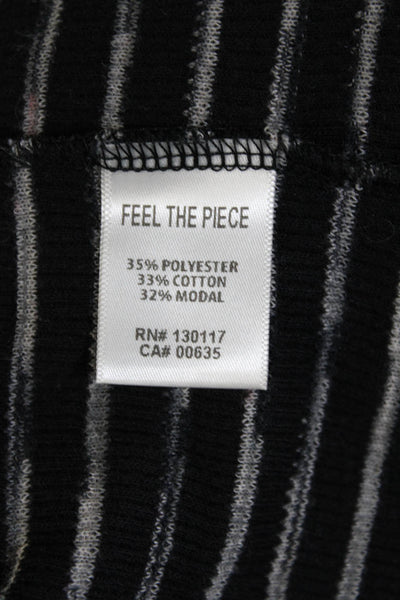 FEEL THE PIECE
35% POLYESTER
33% COTTON
32% MODAL
RN# 130117
CA# 00635